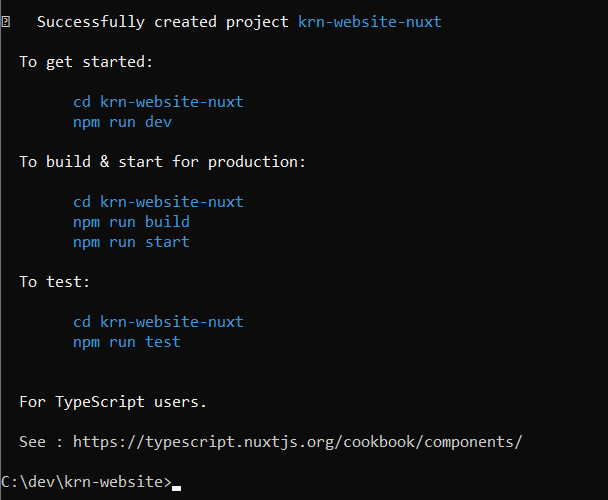 Successfully created project krn-website-nuxt
To get started:
cd krn-website-nuxt
npm run dev
To build & start for production:
cd krn-website-nuxt
npm run build
npm run start
To test:
cd krn-website-nuxt
npm run test
For TypeScript users.
See : https://typescript.nuxtjs.org/cookbook/components/
C:\dev\krn-website>